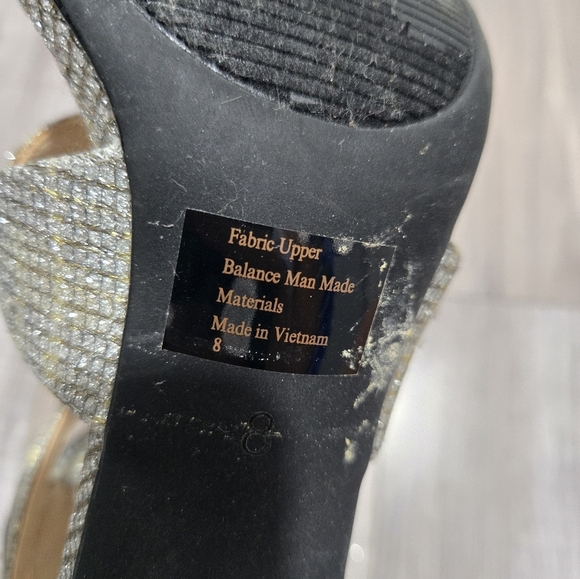 Fabric Upper
Balance Man Made
Materials
Made in Vietnam
8
8